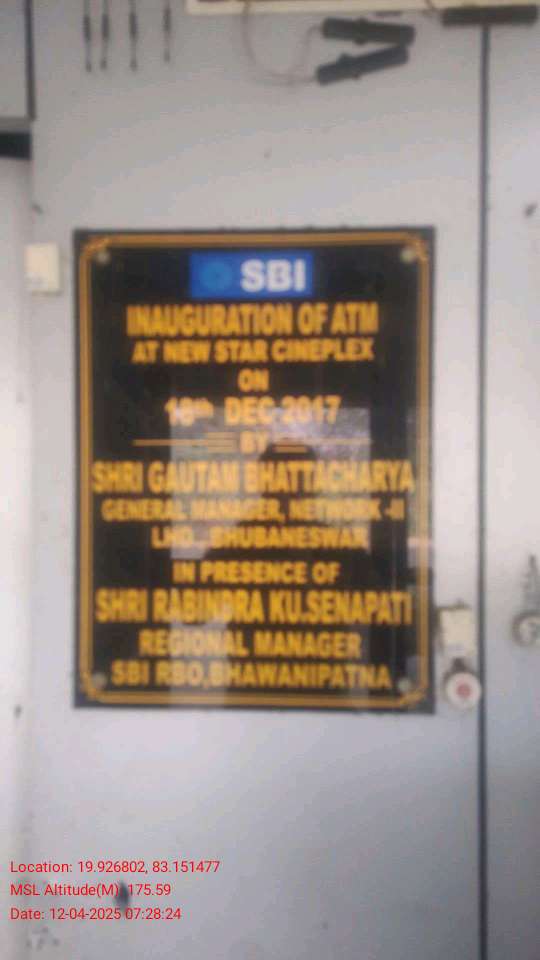 SBI
INAUGURATION OF ATM
AT NEW STAR CINEPLEX
ON
18th DEC 2017
BY
SHRI GAUTAM BHATTACHARYA
GENERAL MANAGER, NETWORK -II
LHO., BHUBANESWAR
IN PRESENCE OF
SHRI RABINDRA KU.SENAPATI
REGIONAL MANAGER
SBI RBO,BHAWANIPATNA
Location: 19.926802, 83.151477
MSL Altitude(M): 175.59
Date: 12-04-2025 07:28:24